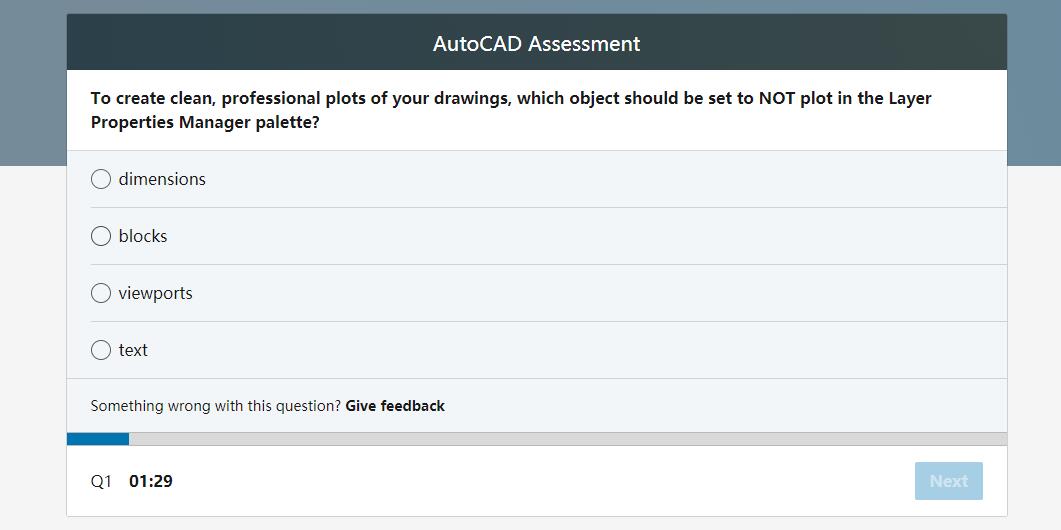 AutoCAD Assessment
To create clean, professional plots of your drawings, which object should be set to NOT plot in the Layer
Properties Manager palette?
dimensions
blocks
viewports
text
Something wrong with this question? Give feedback
Q1 01:29
Next